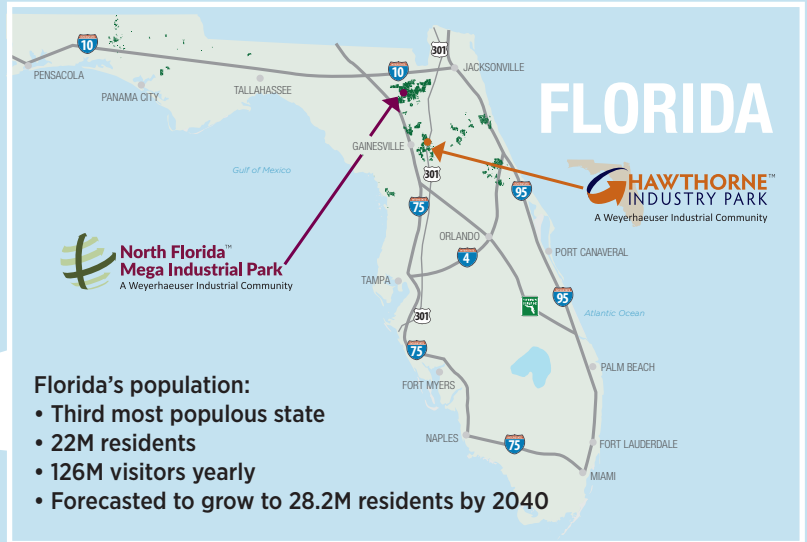 10
301
PENSACOLA
PANAMA CITY
TALLAHASSEE
10
JACKSONVILLE
FLORIDA
GAINESVILLE
Gulf of Mexico
301
95
75
HAWTHORNE™
INDUSTRY PARK
A Weyerhaeuser Industrial Community
ORLANDO
4
PORT CANAVERAL
North Florida™
Mega Industrial Park
A Weyerhaeuser Industrial Community
TAMPA
95
301
Atlantic Ocean
75
PALM BEACH
FORT MYERS
Florida's population:
• Third most populous state
• 22M residents
• 126M visitors yearly
• Forecasted to grow to 28.2M residents by 2040
NAPLES
75
FORT LAUDERDALE
MIAMI